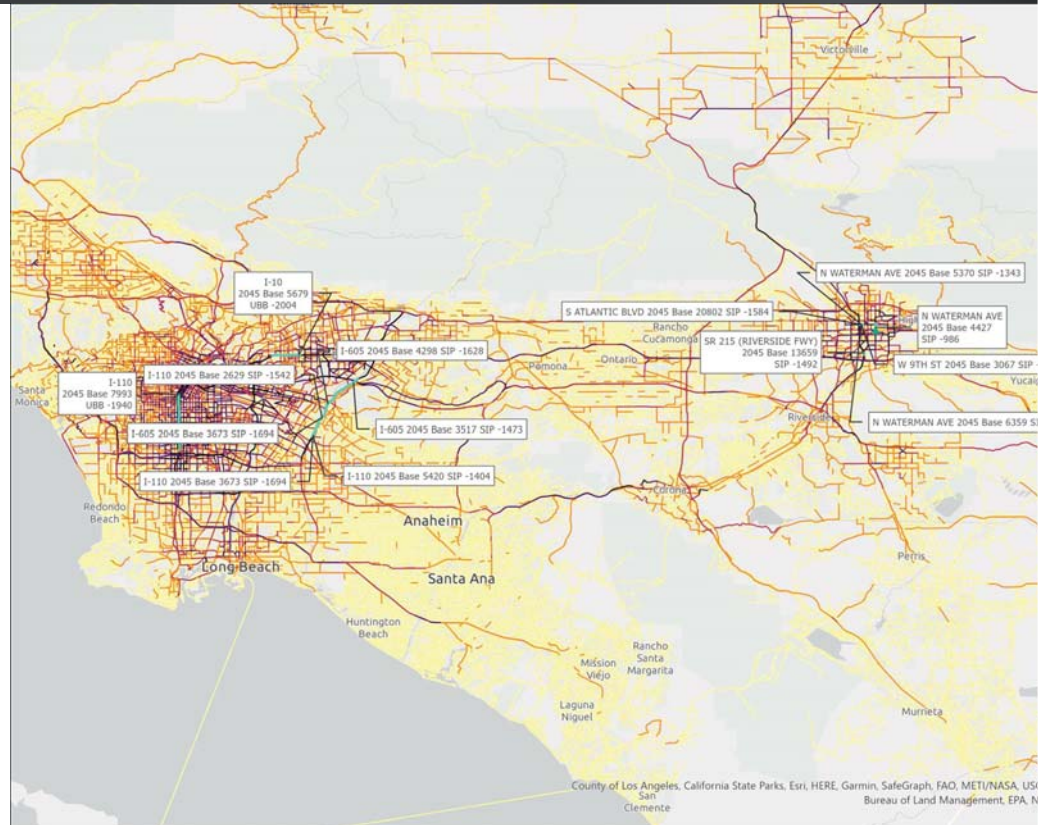 Victorville
I-10
2045 Base 5679
UBB -2004
N WATERMAN AVE 2045 Base 5370 SIP -1343
S ATLANTIC BLVD 2045 Base 20802 SIP -1584
N WATERMAN AVE
2045 Base 4427
SIP -986
Rancho
Cucamonga
SR 215 (RIVERSIDE FWY)
2045 Base 13659
SIP -1492
I-605 2045 Base 4298 SIP -1628
Ontario
Pomona
W 9TH ST 2045 Base 3067 SIP -
Yucaip
I-110 2045 Base 2629 SIP -1542
I-110
2045 Base 7993
UBB -1940
Santa
Monica
Riverside
I-605 2045 Base 3673 SIP -1694
I-605 2045 Base 3517 SIP -1473
N WATERMAN AVE 2045 Base 6359 SI
I-110 2045 Base 3673 SIP -1694
I-110 2045 Base 5420 SIP -1404
Corona
Redondo
Beach
Anaheim
Perris
Long Beach
Santa Ana
Huntington
Beach
Rancho
Santa
Margarita
Mission
Viejo
Laguna
Niguel
Murrieta
County of Los Angeles, California State Parks, Esri, HERE, Garmin, SafeGraph, FAO, METI/NASA, USG
San
Clemente
Bureau of Land Management, EPA, N